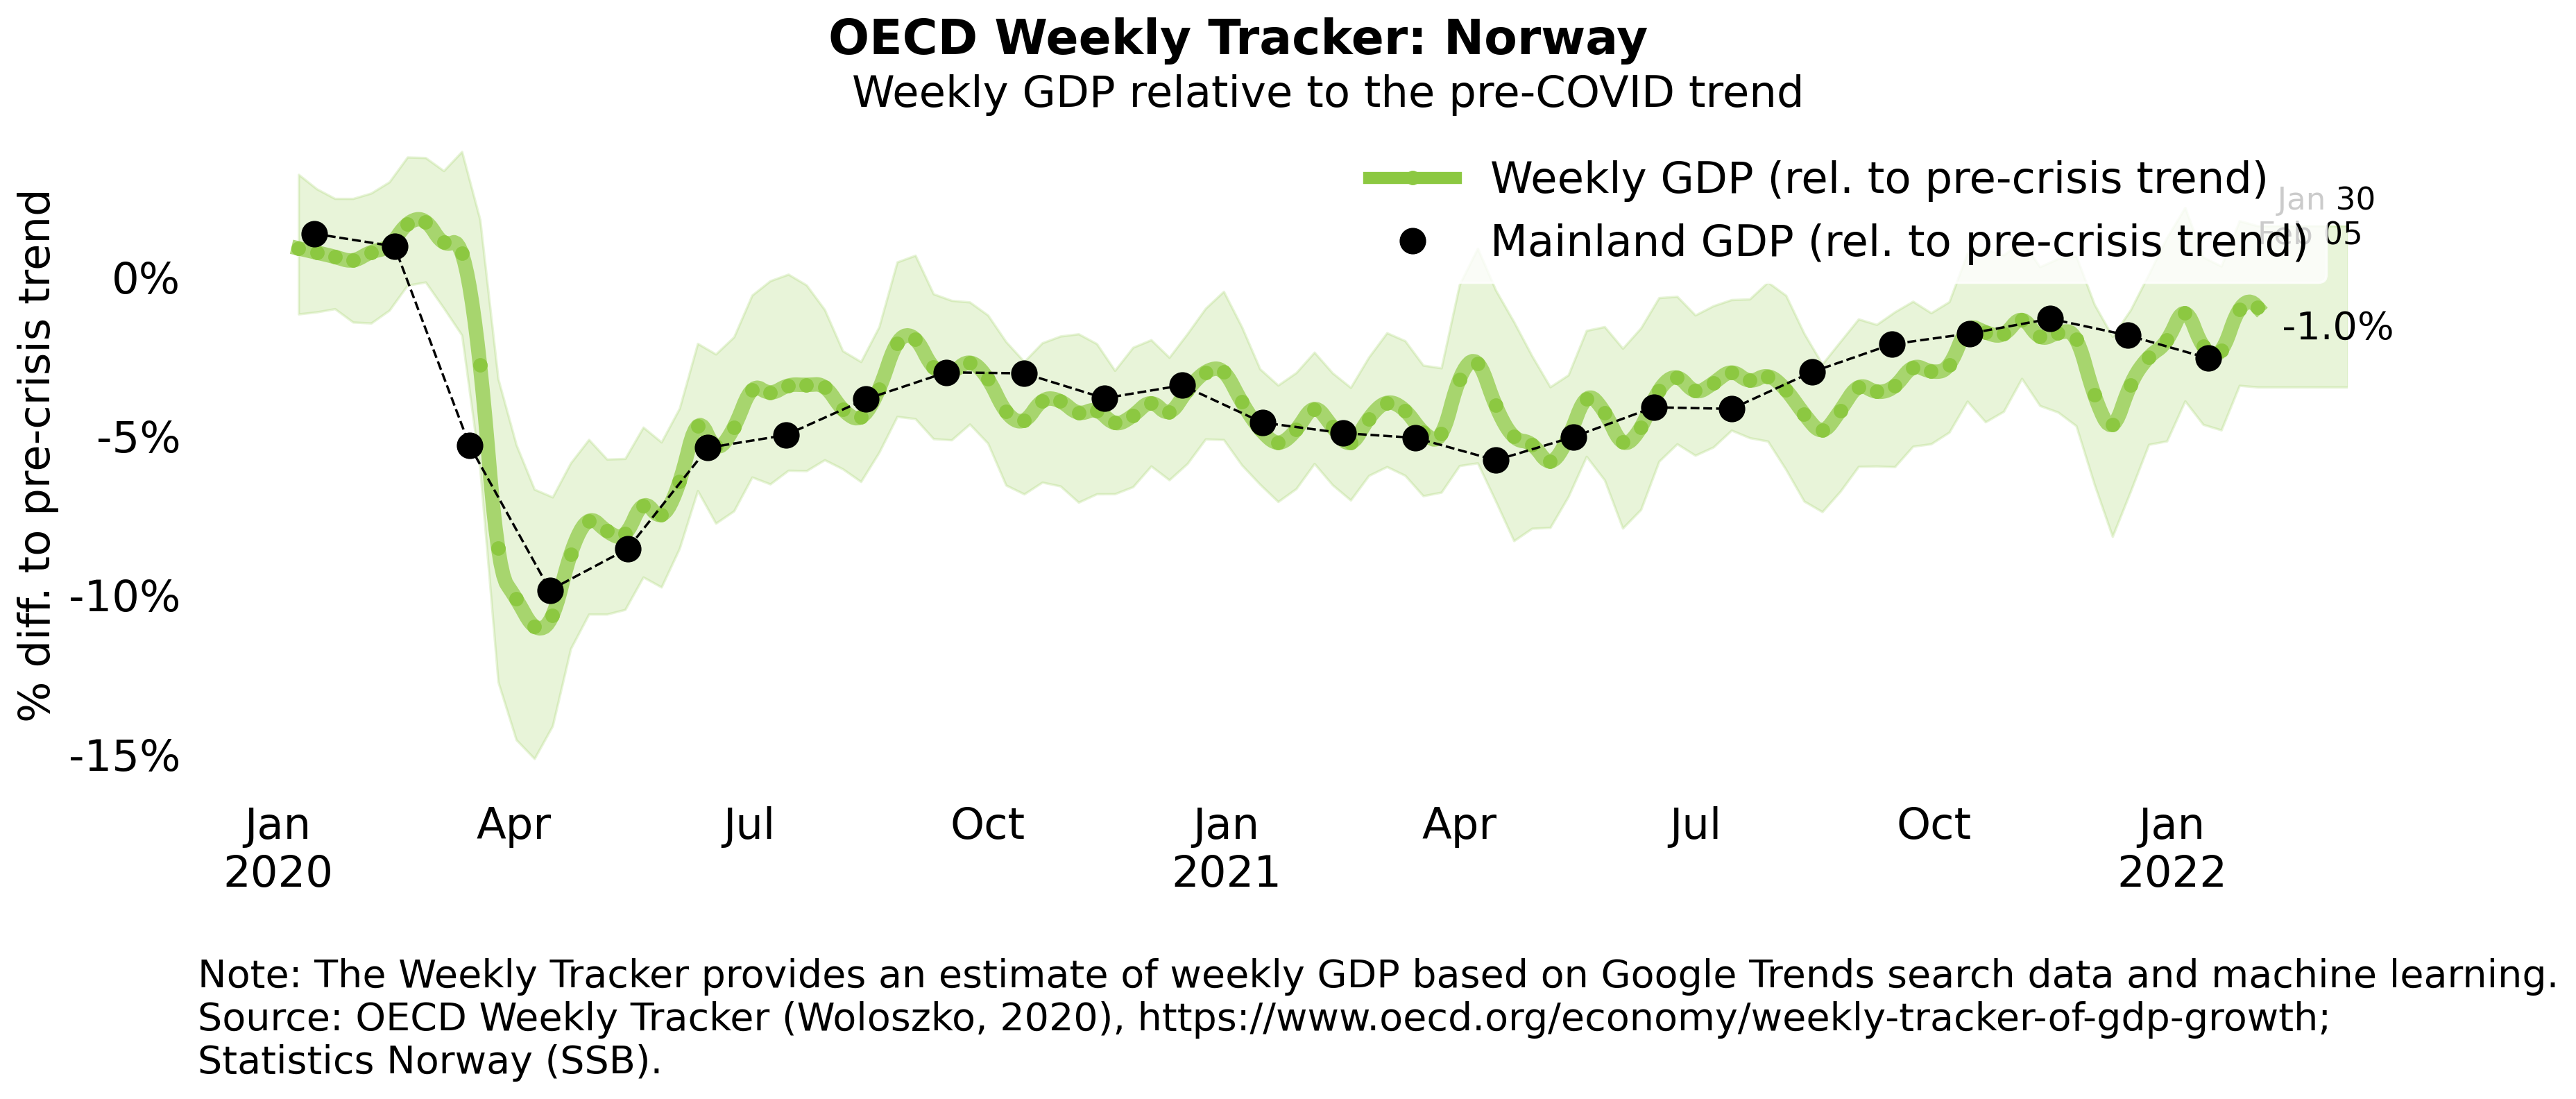 OECD Weekly Tracker: Norway
Weekly GDP relative to the pre-COVID trend
Weekly GDP (rel. to pre-crisis trend)
Mainland GDP (rel. to pre-crisis trend)
Jan 30
Feb 05
-1.0%
% diff. to pre-crisis trend
0%
-5%
-10%
-15%
Jan
2020
Apr
Jul
Oct
Jan
2021
Apr
Jul
Oct
Jan
2022
Note: The Weekly Tracker provides an estimate of weekly GDP based on Google Trends search data and machine learning.
Source: OECD Weekly Tracker (Woloszko, 2020), https://www.oecd.org/economy/weekly-tracker-of-gdp-growth;
Statistics Norway (SSB).